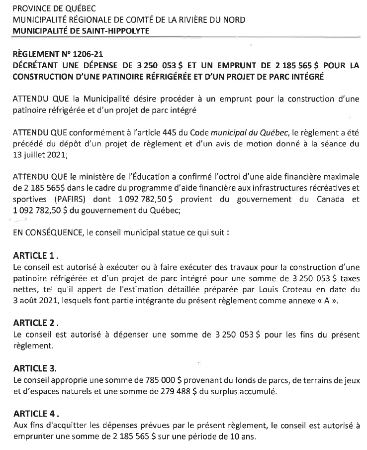 PROVINCE DE QUÉBEC
MUNICIPALITÉ RÉGIONALE DE COMTÉ DE LA RIVIÈRE DU NORD
MUNICIPALITÉ DE SAINT-HIPPOLYTE
RÈGLEMENT Nº 1206-21
DÉCRÉTANT UNE DÉPENSE DE 3 250 053 $ ET UN EMPRUNT DE 2 185 565 $ POUR LA
CONSTRUCTION D'UNE PATINOIRE RÉFRIGÉRÉE ET D'UN PROJET DE PARC INTÉGRÉ
ATTENDU QUE la Municipalité désire procéder à un emprunt pour la construction d'une
patinoire réfrigérée et d'un projet de parc intégré
ATTENDU QUE conformément à l'article 445 du Code municipal du Québec, le règlement a été
précédé du dépôt d'un projet de règlement et d'un avis de motion donné à la séance du
13 juillet 2021;
ATTENDU QUE le ministère de l'Éducation a confirmé l'octroi d'une aide financière maximale
de 2 185 565$ dans le cadre du programme d'aide financière aux infrastructures récréatives et
sportives (PAFIRS) dont 1 092 782,50 $ provient du gouvernement du Canada et
1 092 782,50 $ du gouvernement du Québec;
EN CONSÉQUENCE, le conseil municipal statue ce qui suit :
ARTICLE 1 .
Le conseil est autorisé à exécuter ou à faire exécuter des travaux pour la construction d'une
patinoire réfrigérée et d'un projet de parc intégré pour une somme de 3 250 053 $ taxes
nettes, tel qu'il appert de l'estimation détaillée préparée par Louis Croteau en date du
3 août 2021, lesquels font partie intégrante du présent règlement comme annexe « A ».
ARTICLE 2 .
Le conseil est autorisé à dépenser une somme de 3 250 053 $ pour les fins du présent
règlement.
ARTICLE 3.
Le conseil approprie une somme de 785 000 $ provenant du fonds de parcs, de terrains de jeux
et d'espaces naturels et une somme de 279 488 $ du surplus accumulé.
ARTICLE 4 .
Aux fins d'acquitter les dépenses prévues par le présent règlement, le conseil est autorisé à
emprunter une somme de 2 185 565 $ sur une période de 10 ans.